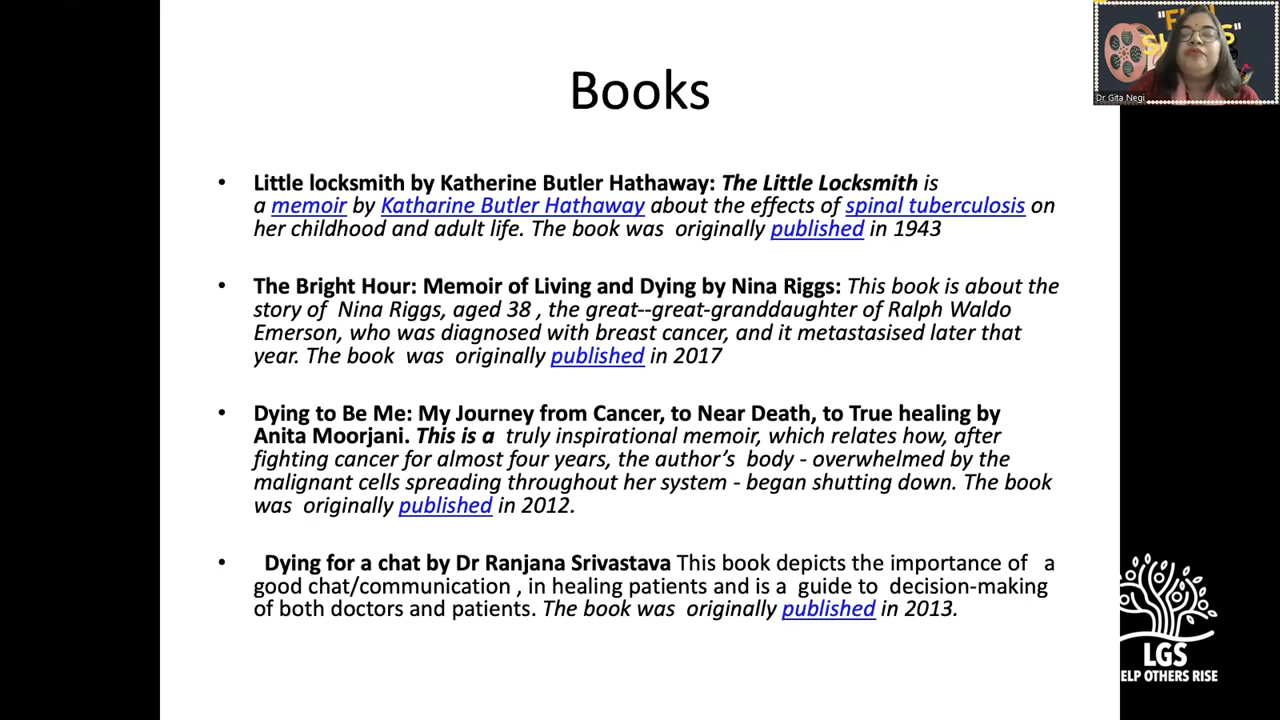 Books
• Little locksmith by Katherine Butler Hathaway: The Little Locksmith is
a memoir by Katharine Butler Hathaway about the effects of spinal tuberculosis on
her childhood and adult life. The book was originally published in 1943
• The Bright Hour: Memoir of Living and Dying by Nina Riggs: This book is about the
story of Nina Riggs, aged 38 , the great--great-granddaughter of Ralph Waldo
Emerson, who was diagnosed with breast cancer, and it metastasised later that
year. The book was originally published in 2017
• Dying to Be Me: My Journey from Cancer, to Near Death, to True healing by
Anita Moorjani. This is a truly inspirational memoir, which relates how, after
fighting cancer for almost four years, the author’s body - overwhelmed by the
malignant cells spreading throughout her system - began shutting down. The book
was originally published in 2012.
• Dying for a chat by Dr Ranjana Srivastava This book depicts the importance of a
good chat/communication , in healing patients and is a guide to decision-making
of both doctors and patients. The book was originally published in 2013.
Dr Gita Negi
LGS
ELP OTHERS RISE